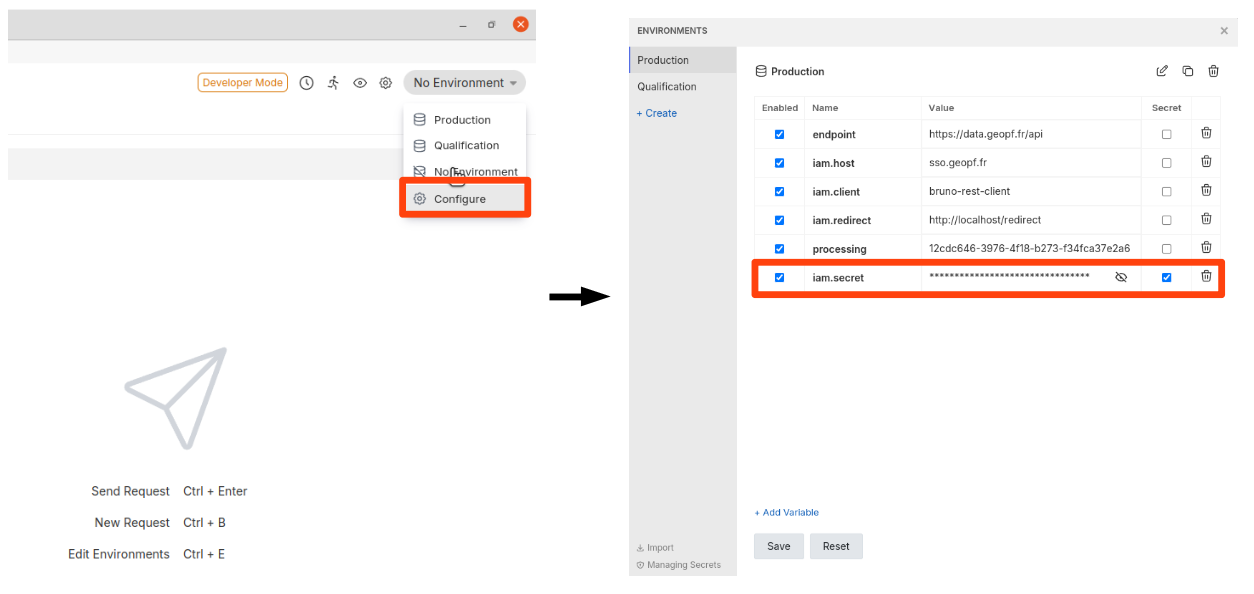 Developer Mode
No Environment
Production
Qualification
No Environment
Configure
Send Request Ctrl + Enter
New Request Ctrl + B
Edit Environments Ctrl + E
ENVIRONMENTS
Production
Qualification
+ Create
Production
Enabled Name Value Secret
endpoint https://data.geopf.fr/api
iam.host sso.geopf.fr
iam.client bruno-rest-client
iam.redirect http://localhost/redirect
processing 12cdc646-3976-4f18-b273-f34fca37e2a6
iam.secret ********************************
+ Add Variable
Save Reset
Import
Managing Secrets